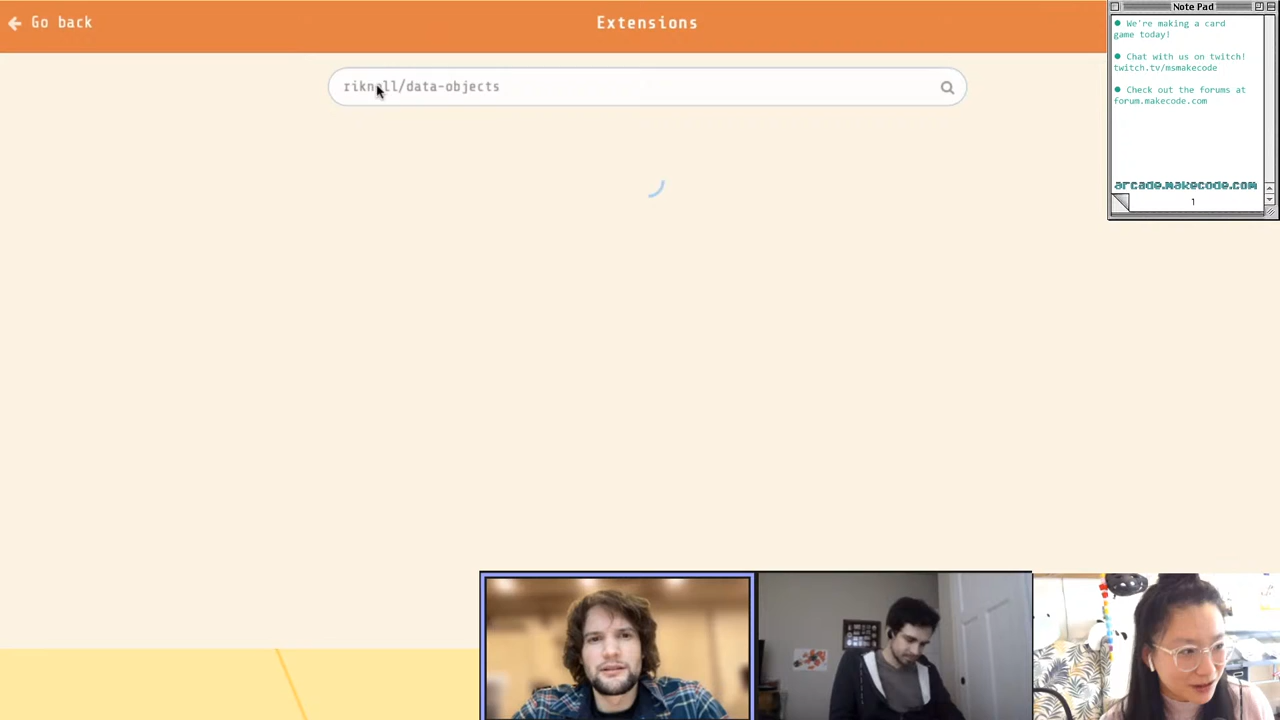 Go back
Extensions
riknoll/data-objects
Note Pad
We're making a card
game today!
Chat with us on twitch!
twitch.tv/msmakecode
Check out the forums at
forum.makecode.com
arcade.makecode.com
1